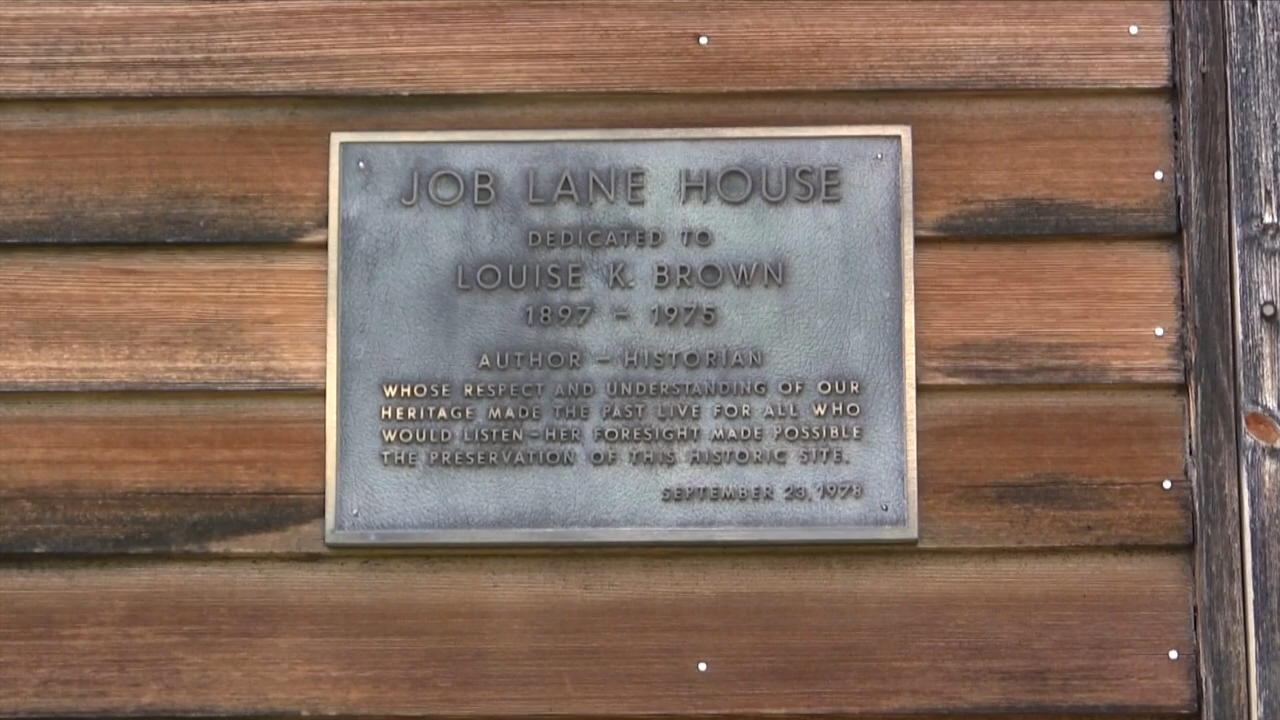 JOB LANE HOUSE
DEDICATED TO
LOUISE K. BROWN
1897 - 1975
AUTHOR - HISTORIAN
WHOSE RESPECT AND UNDERSTANDING OF OUR
HERITAGE MADE THE PAST LIVE FOR ALL WHO
WOULD LISTEN - HER FORESIGHT MADE POSSIBLE
THE PRESERVATION OF THIS HISTORIC SITE.
SEPTEMBER 23, 1978